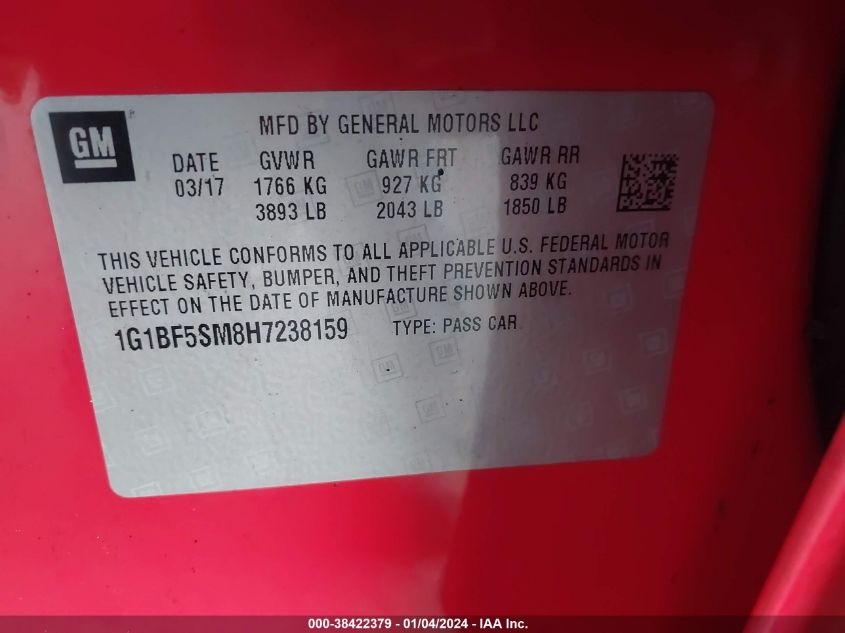 GM
MFD BY GENERAL MOTORS LLC
DATE GVWR GAWR FRT GAWR RR
03/17 1766 KG 927 KG 839 KG
3893 LB 2043 LB 1850 LB
THIS VEHICLE CONFORMS TO ALL APPLICABLE U.S. FEDERAL MOTOR
VEHICLE SAFETY, BUMPER, AND THEFT PREVENTION STANDARDS IN
EFFECT ON THE DATE OF MANUFACTURE SHOWN ABOVE.
1G1BF5SM8H7238159 TYPE: PASS CAR
000-38422379 - 01/04/2024 - IAA Inc.